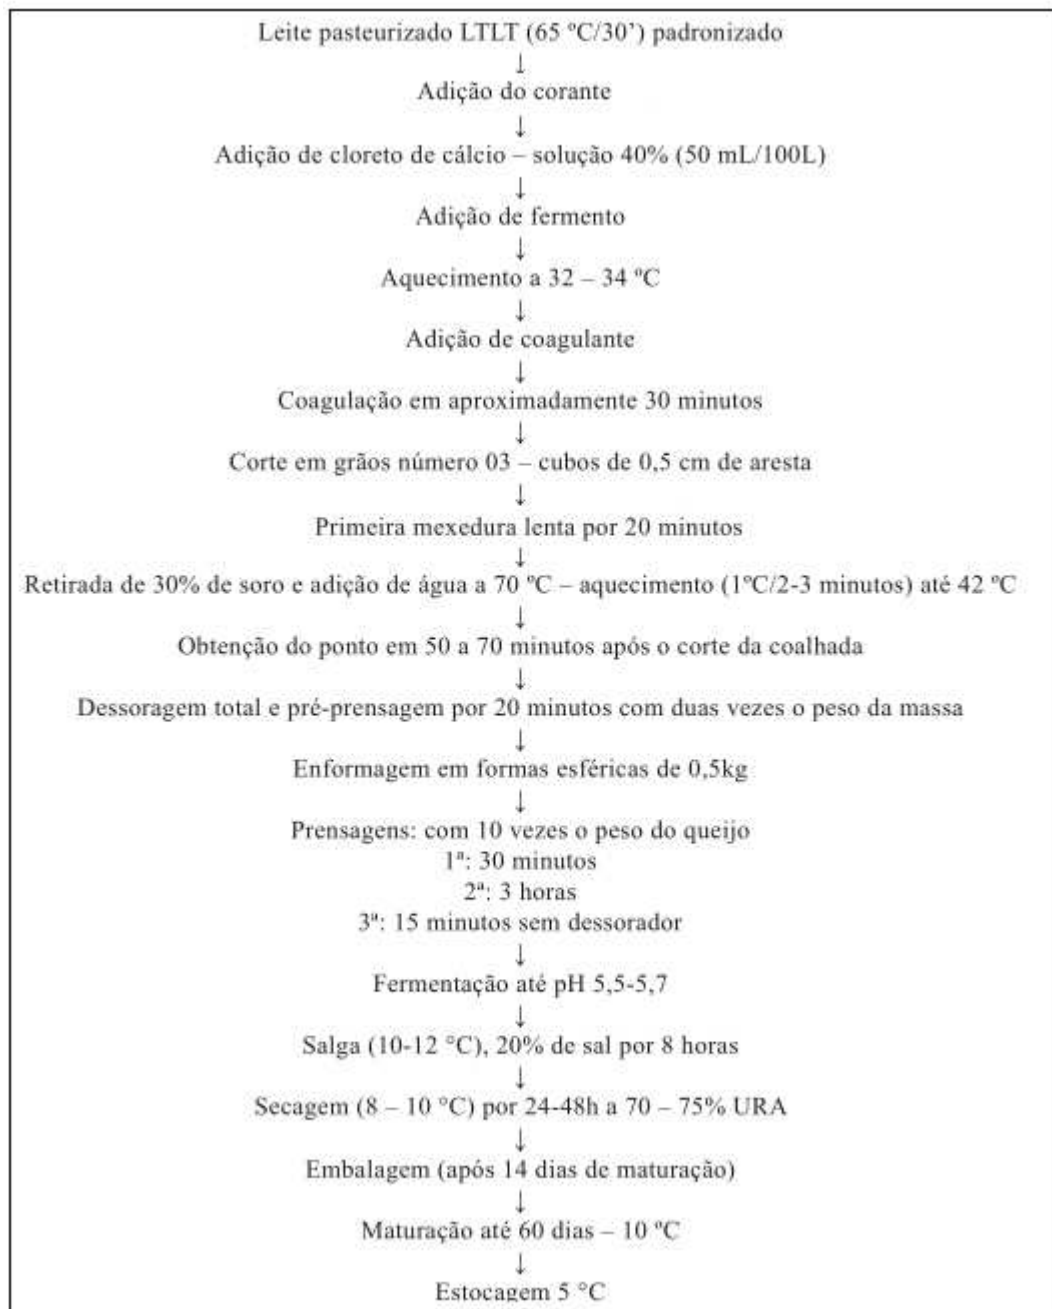 Leite pasteurizado LTLT (65 ºC/30’) padronizado
↓
Adição do corante
↓
Adição de cloreto de cálcio – solução 40% (50 mL/100L)
↓
Adição de fermento
↓
Aquecimento a 32 – 34 ºC
↓
Adição de coagulante
↓
Coagulação em aproximadamente 30 minutos
↓
Corte em grãos número 03 – cubos de 0,5 cm de aresta
↓
Primeira mexedura lenta por 20 minutos
↓
Retirada de 30% de soro e adição de água a 70 ºC – aquecimento (1ºC/2-3 minutos) até 42 ºC
↓
Obtenção do ponto em 50 a 70 minutos após o corte da coalhada
↓
Dessoragem total e pré-prensagem por 20 minutos com duas vezes o peso da massa
↓
Enformagem em formas esféricas de 0,5kg
↓
Prensagens: com 10 vezes o peso do queijo
1ª: 30 minutos
2ª: 3 horas
3ª: 15 minutos sem dessorador
↓
Fermentação até pH 5,5-5,7
↓
Salga (10-12 °C), 20% de sal por 8 horas
↓
Secagem (8 – 10 °C) por 24-48h a 70 – 75% URA
↓
Embalagem (após 14 dias de maturação)
↓
Maturação até 60 dias – 10 ºC
↓
Estocagem 5 °C